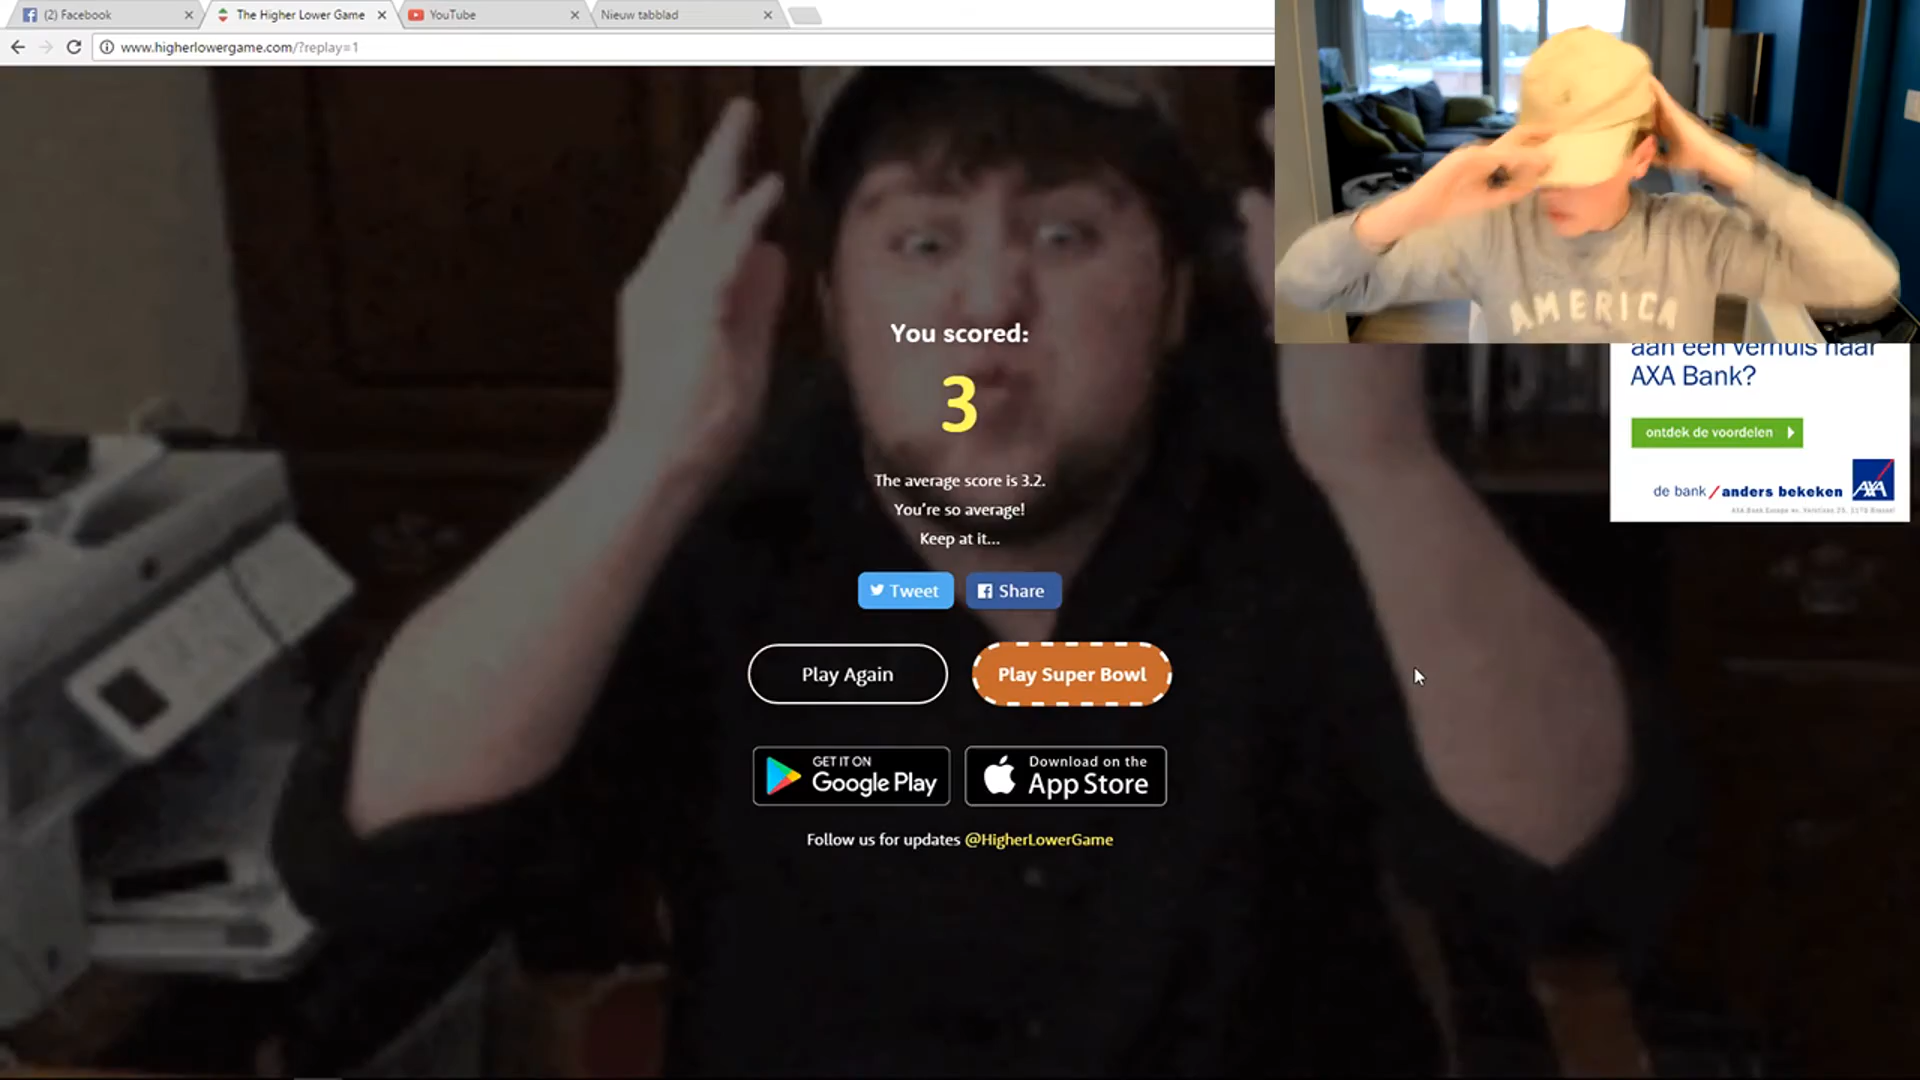 (2) Facebook
The Higher Lower Game
YouTube
Nieuw tabblad
www.higherlowergame.com/?replay=1
AMERICA
You scored:
3
The average score is 3.2.
You're so average!
Keep at it...
Tweet
Share
Play Again
Play Super Bowl
GET IT ON
Google Play
Download on the
App Store
Follow us for updates @HigherLowerGame
aan een verhuis naar
AXA Bank?
ontdek de voordelen
de bank / anders bekeken
AXA